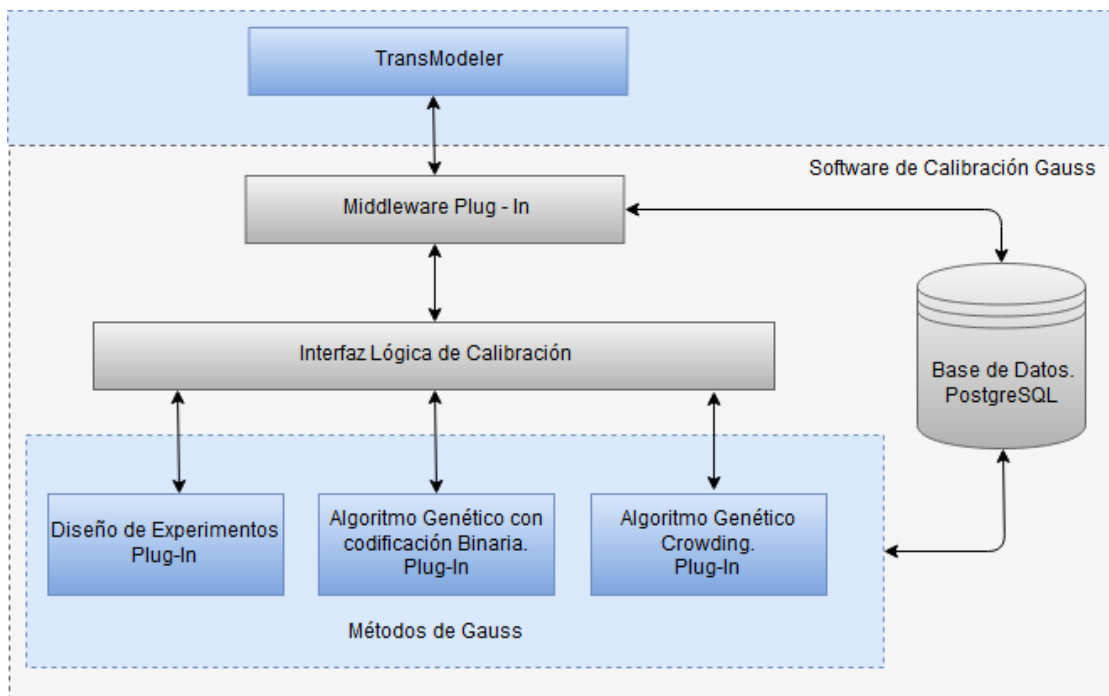 TransModeler
Software de Calibración Gauss
Middleware Plug - In
Interfaz Lógica de Calibración
Base de Datos.
PostgreSQL
Diseño de Experimentos
Plug-In
Algoritmo Genético con
codificación Binaria.
Plug-In
Algoritmo Genético
Crowding.
Plug-In
Métodos de Gauss